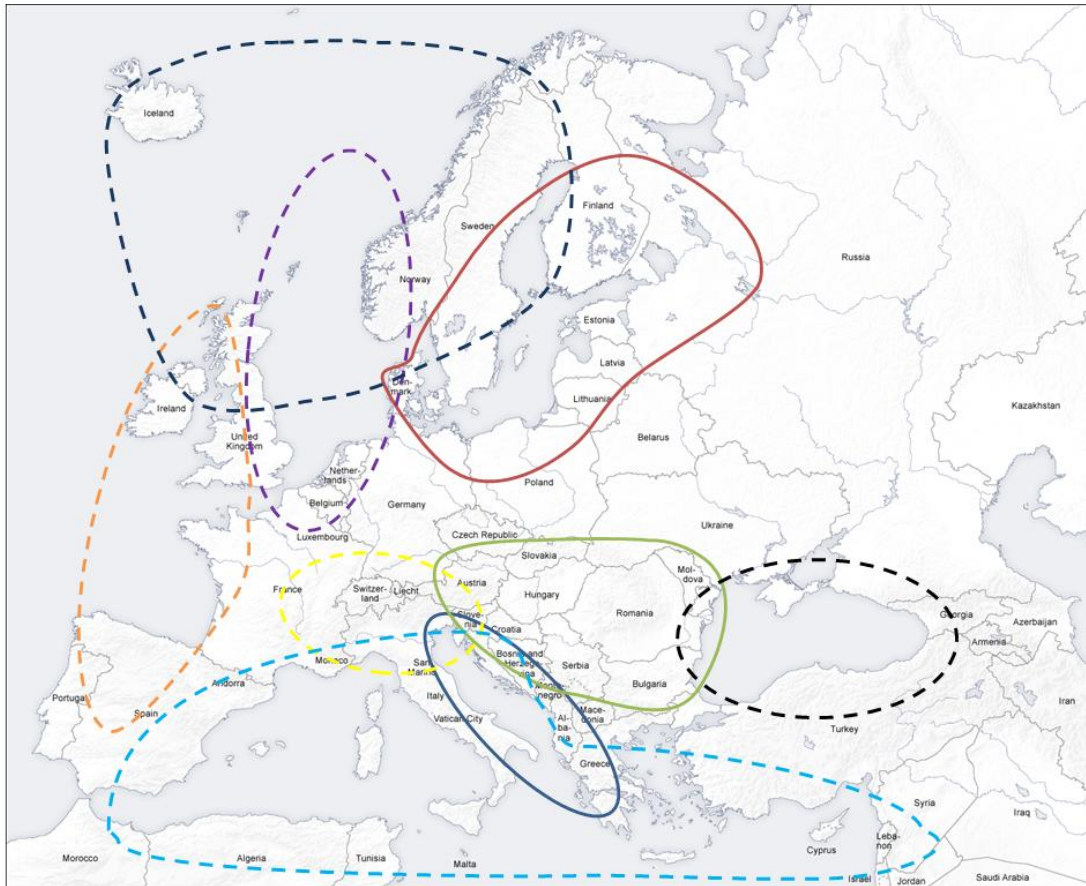 Iceland
Finland
Sweden
Norway
Russia
Estonia
Latvia
Den-
mark
Lithuania
Ireland
Kazakhstan
United
Kingdom
Belarus
Nether-
lands
Poland
Belgium
Germany
Ukraine
Luxembourg
Czech Republic
Slovakia
Mol-
dova
France
Switzer-
land
Liecht.
Austria
Hungary
Romania
Slove-
nia
Croatia
Georgia
Azerbaijan
Armenia
Monaco
San
Marino
Bosnia and
Herzego-
vina
Serbia
Andorra
Bulgaria
Monte-
negro
Portugal
Spain
Italy
Vatican City
Mace-
donia
Al-
ba-
nia
Iran
Turkey
Greece
Syria
Iraq
Leba-
non
Cyprus
Morocco
Algeria
Tunisia
Malta
Israel
Jordan
Saudi Arabia